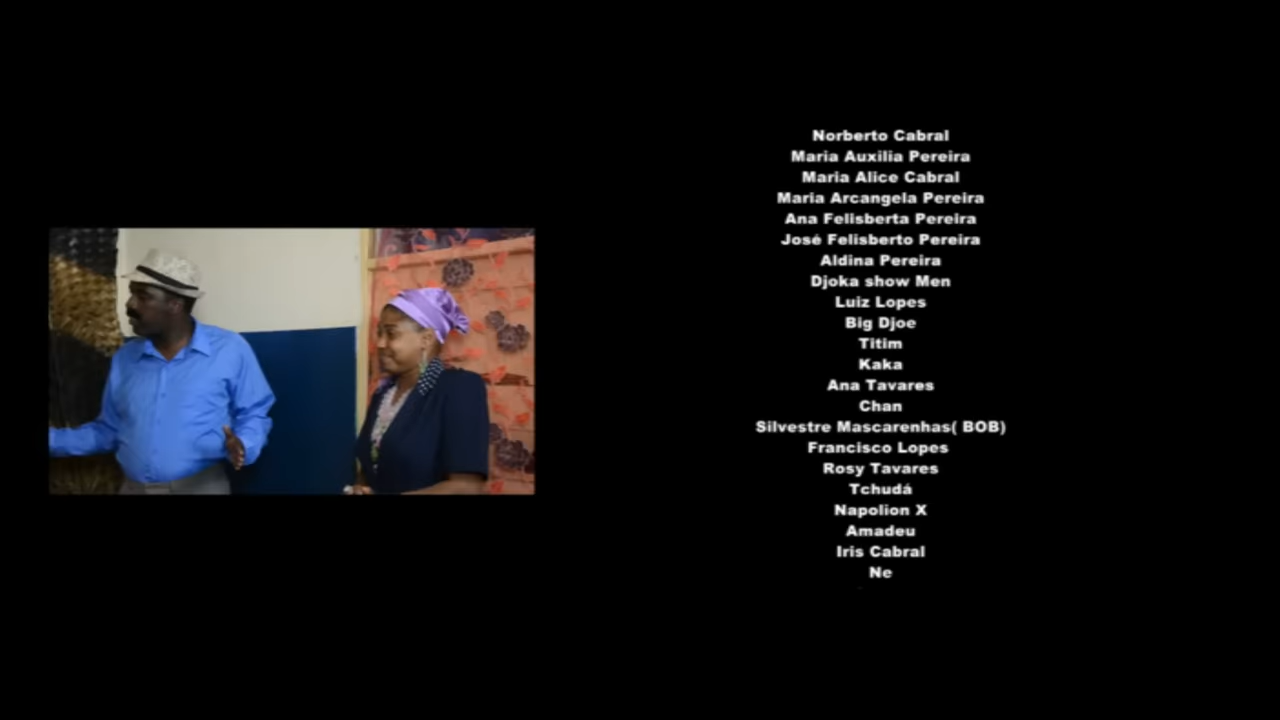 Norberto Cabral
Maria Auxilia Pereira
Maria Alice Cabral
Maria Arcangela Pereira
Ana Felisberta Pereira
José Felisberto Pereira
Aldina Pereira
Djoka show Men
Luiz Lopes
Big Djoe
Titim
Kaka
Ana Tavares
Chan
Silvestre Mascarenhas( BOB)
Francisco Lopes
Rosy Tavares
Tchudá
Napolion X
Amadeu
Iris Cabral
Ne